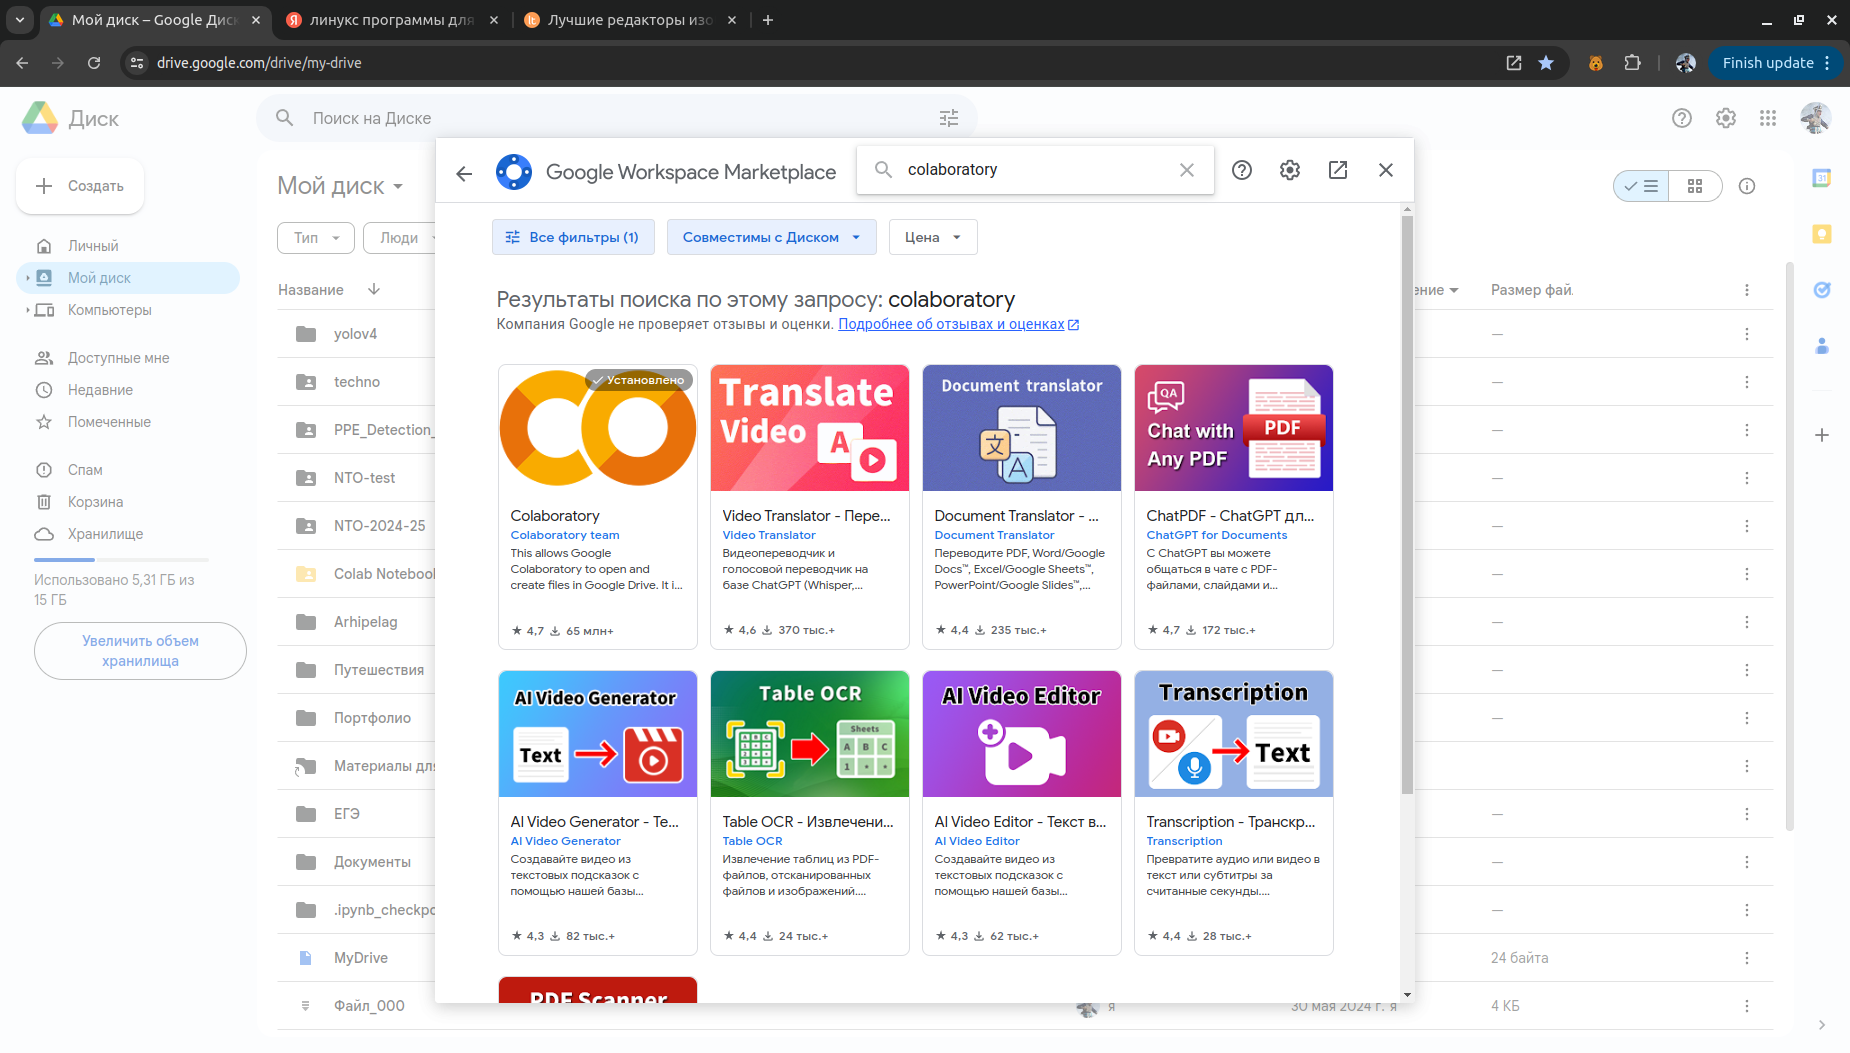 Мой диск – Google Диск
линукс программы для
Лучшие редакторы изо
drive.google.com/drive/my-drive
Finish update
Диск
Поиск на Диске
Создать
Личный
Мой диск
Компьютеры
Доступные мне
Недавние
Помеченные
Спам
Корзина
Хранилище
Использовано 5,31 ГБ из
15 ГБ
Увеличить объем
хранилища
Мой диск
Тип
Люди
Название
Размер фай.
yolov4
—
techno
—
PPE_Detection_
—
NTO-test
—
NTO-2024-25
—
Colab Notebook
—
Arhipelag
—
Путешествия
—
Портфолио
—
Материалы для
—
ЕГЭ
—
Документы
—
.ipynb_checkpo
—
MyDrive
24 байта
Файл_000
я
30 мая 2024 г. я
4 КБ
Google Workspace Marketplace
colaboratory
Все фильтры (1)
Совместимы с Диском
Цена
Результаты поиска по этому запросу: colaboratory
Компания Google не проверяет отзывы и оценки. Подробнее об отзывах и оценках
Установлено
Colaboratory
Colaboratory team
This allows Google
Colaboratory to open and
create files in Google Drive. It i...
4,7 65 млн+
Translate
Video
A
Video Translator - Пере...
Video Translator
Видеопереводчик и
голосовой переводчик на
базе ChatGPT (Whisper,...
4,6 370 тыс.+
Document translator
文
A
Document Translator - ...
Document Translator
Переводите PDF, Word/Google
Docs™, Excel/Google Sheets™,
PowerPoint/Google Slides™,...
4,4 235 тыс.+
QA
Chat with
Any PDF
PDF
ChatPDF - ChatGPT дл...
ChatGPT for Documents
С ChatGPT вы можете
общаться в чате с PDF-
файлами, слайдами и...
4,7 172 тыс.+
AI Video Generator
Text
AI Video Generator - Те...
AI Video Generator
Создавайте видео из
текстовых подсказок с
помощью нашей базы...
4,3 82 тыс.+
Table OCR
A B C
1
Sheets
A B C
1 * *
Table OCR - Извлечени...
Table OCR
Извлечение таблиц из PDF-
файлов, отсканированных
файлов и изображений....
4,4 24 тыс.+
AI Video Editor
AI Video Editor - Текст в...
AI Video Editor
Создавайте видео из
текстовых подсказок с
помощью нашей базы...
4,3 62 тыс.+
Transcription
Text
Transcription - Транскр...
Transcription
Превратите аудио или видео в
текст или субтитры за
считанные секунды....
4,4 28 тыс.+
PDF Scanner